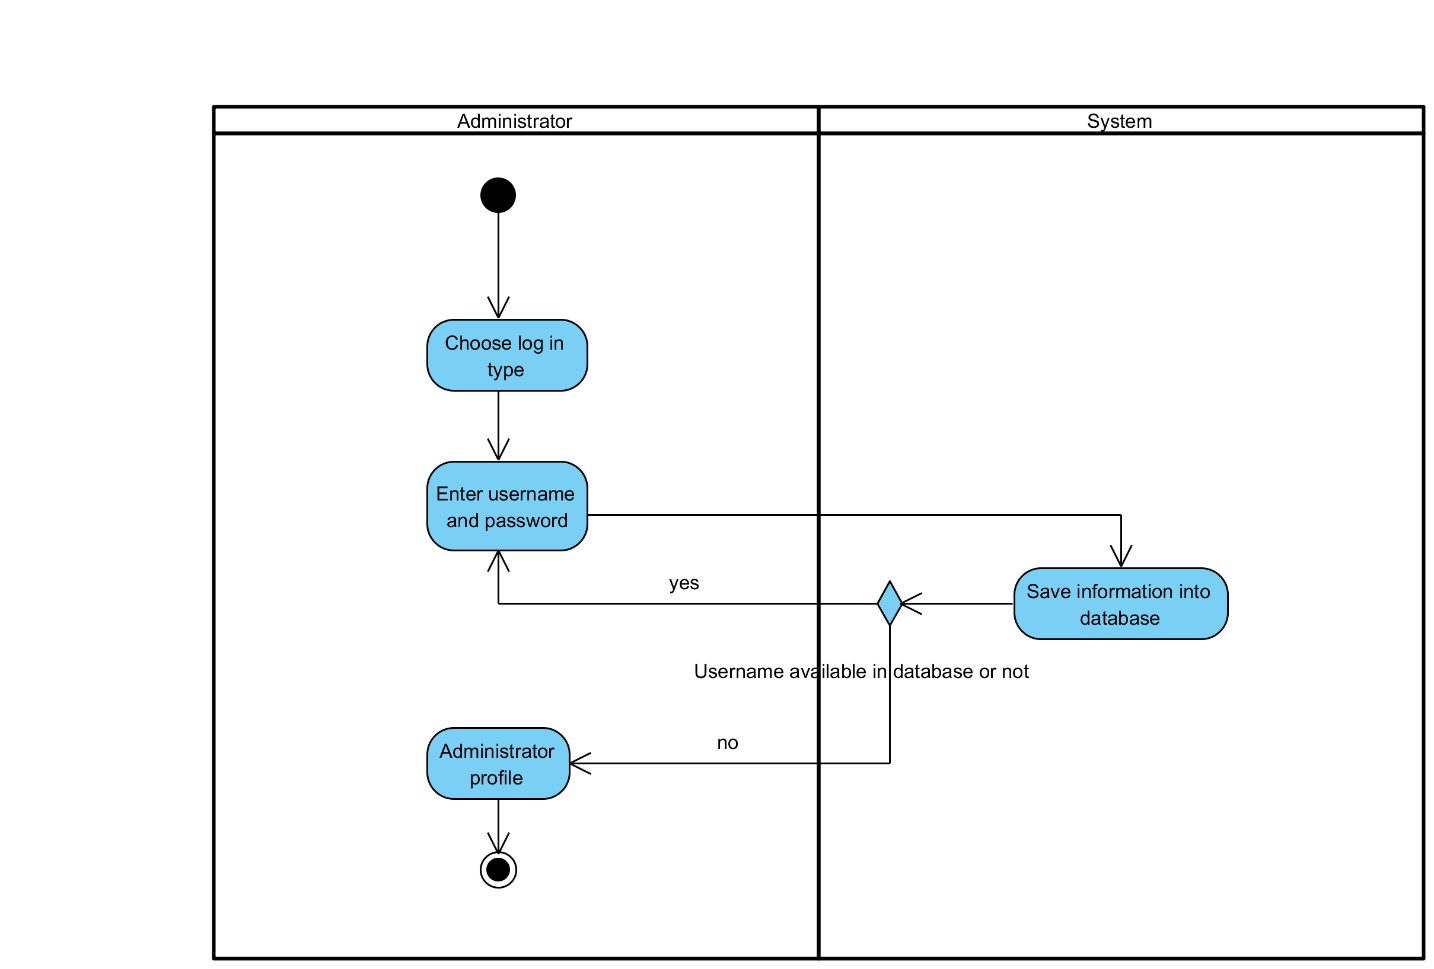 Administrator
System
Choose log in
type
Enter username
and password
yes
Save information into
database
Username available in database or not
no
Administrator
profile